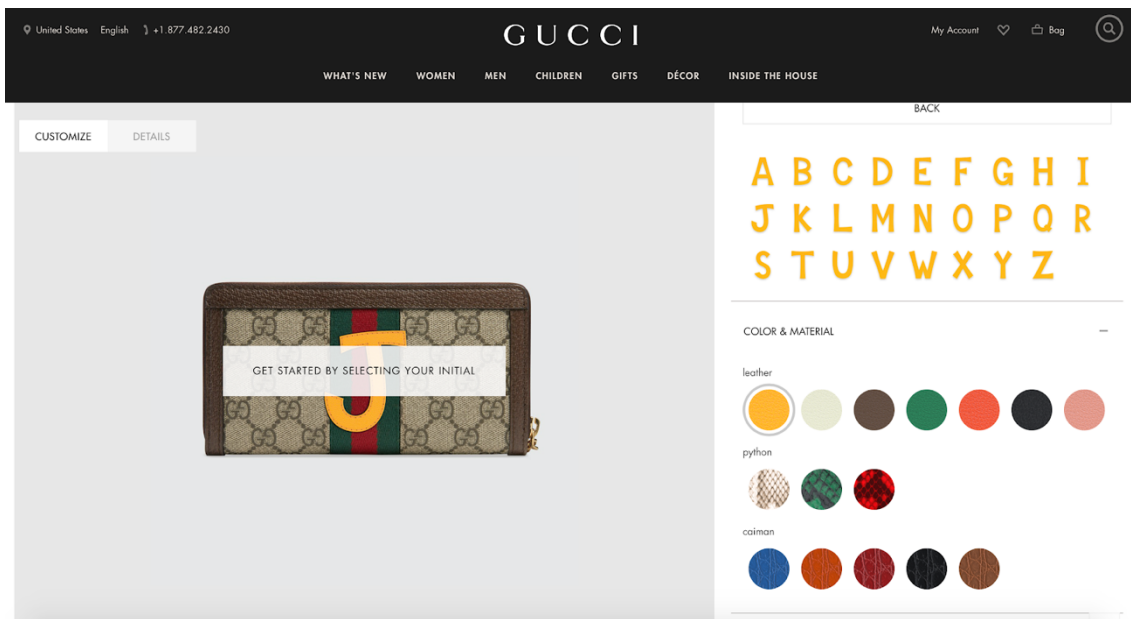 United States English +1.877.482.2430
GUCCI
My Account Bag
WHAT'S NEW WOMEN MEN CHILDREN GIFTS DÉCOR INSIDE THE HOUSE
CUSTOMIZE DETAILS
BACK
A B C D E F G H I
J K L M N O P Q R
S T U V W X Y Z
J
GET STARTED BY SELECTING YOUR INITIAL
COLOR & MATERIAL
leather
python
caiman